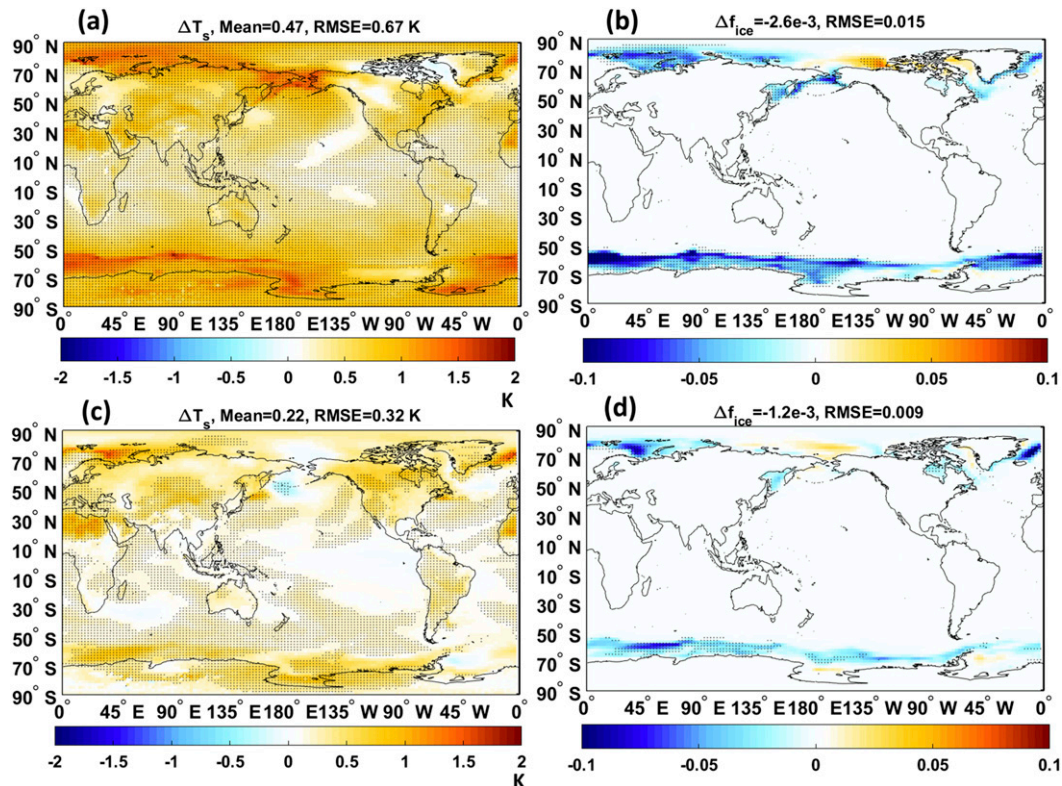 (a) ΔT_s, Mean=0.47, RMSE=0.67 K
90° N
70° N
50° N
30° N
10° N
10° S
30° S
50° S
70° S
90° S
0 45° E 90° E135° E180° E135° W 90° W 45° W 0°
-2 -1.5 -1 -0.5 0 0.5 1 1.5 2
K
(b) Δf_ice=-2.6e-3, RMSE=0.015
90° N
70° N
50° N
30° N
10° N
10° S
30° S
50° S
70° S
90° S
0 45° E 90° E135° E180° E135° W 90° W 45° W 0°
-0.1 -0.05 0 0.05 0.1
(c) ΔT_s, Mean=0.22, RMSE=0.32 K
90° N
70° N
50° N
30° N
10° N
10° S
30° S
50° S
70° S
90° S
0 45° E 90° E135° E180° E135° W 90° W 45° W 0°
-2 -1.5 -1 -0.5 0 0.5 1 1.5 2
K
(d) Δf_ice=-1.2e-3, RMSE=0.009
90° N
70° N
50° N
30° N
10° N
10° S
30° S
50° S
70° S
90° S
0 45° E 90° E135° E180° E135° W 90° W 45° W 0°
-0.1 -0.05 0 0.05 0.1